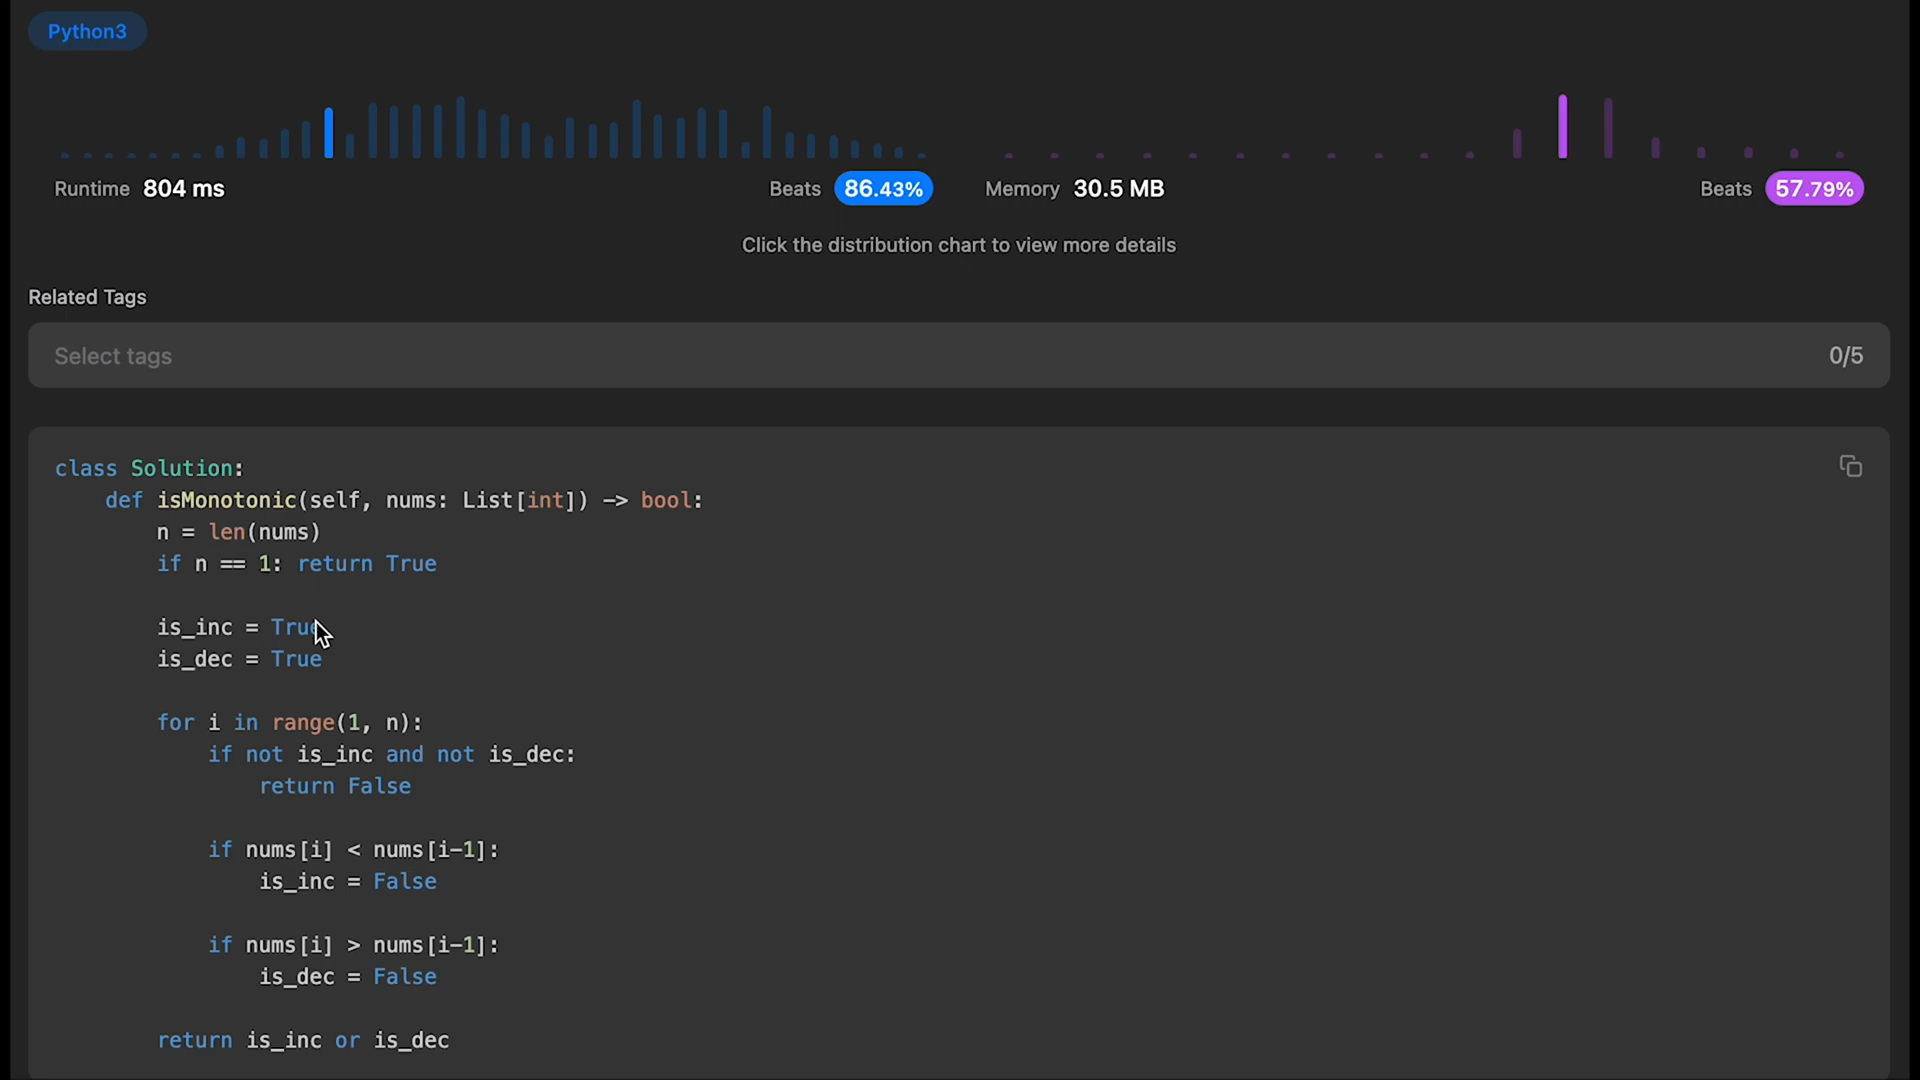 Python3
Runtime 804 ms Beats 86.43% Memory 30.5 MB Beats 57.79%
Click the distribution chart to view more details
Related Tags
Select tags 0/5
class Solution:
    def isMonotonic(self, nums: List[int]) -> bool:
        n = len(nums)
        if n == 1: return True
        is_inc = True
        is_dec = True
        for i in range(1, n):
            if not is_inc and not is_dec:
                return False
            if nums[i] < nums[i-1]:
                is_inc = False
            if nums[i] > nums[i-1]:
                is_dec = False
        return is_inc or is_dec